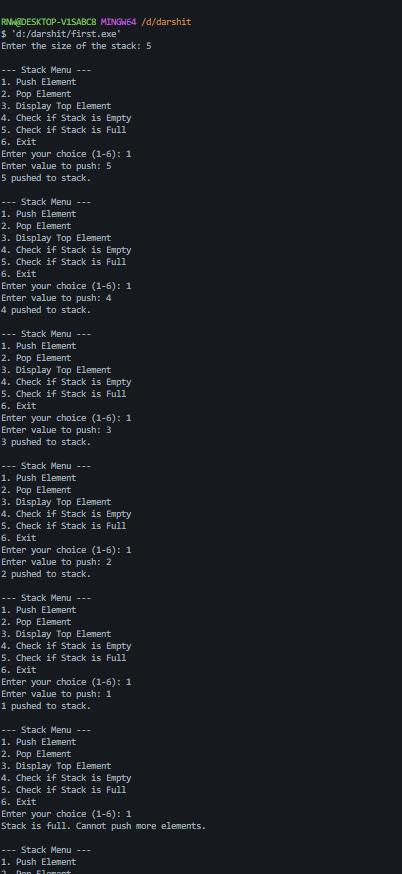 RNW@DESKTOP-V1SABC8 MINGW64 /d/darshit
$ 'd:/darshit/first.exe'
Enter the size of the stack: 5

--- Stack Menu ---
1. Push Element
2. Pop Element
3. Display Top Element
4. Check if Stack is Empty
5. Check if Stack is Full
6. Exit
Enter your choice (1-6): 1
Enter value to push: 5
5 pushed to stack.

--- Stack Menu ---
1. Push Element
2. Pop Element
3. Display Top Element
4. Check if Stack is Empty
5. Check if Stack is Full
6. Exit
Enter your choice (1-6): 1
Enter value to push: 4
4 pushed to stack.

--- Stack Menu ---
1. Push Element
2. Pop Element
3. Display Top Element
4. Check if Stack is Empty
5. Check if Stack is Full
6. Exit
Enter your choice (1-6): 1
Enter value to push: 3
3 pushed to stack.

--- Stack Menu ---
1. Push Element
2. Pop Element
3. Display Top Element
4. Check if Stack is Empty
5. Check if Stack is Full
6. Exit
Enter your choice (1-6): 1
Enter value to push: 2
2 pushed to stack.

--- Stack Menu ---
1. Push Element
2. Pop Element
3. Display Top Element
4. Check if Stack is Empty
5. Check if Stack is Full
6. Exit
Enter your choice (1-6): 1
Enter value to push: 1
1 pushed to stack.

--- Stack Menu ---
1. Push Element
2. Pop Element
3. Display Top Element
4. Check if Stack is Empty
5. Check if Stack is Full
6. Exit
Enter your choice (1-6): 1
Stack is full. Cannot push more elements.

--- Stack Menu ---
1. Push Element
2. Pop Element